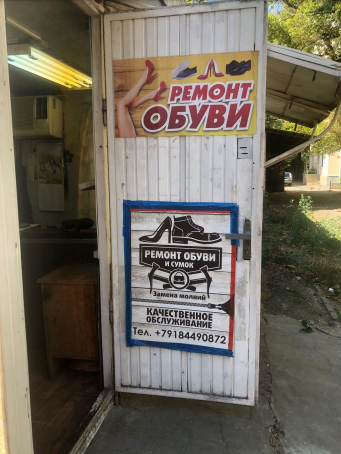 РЕМОНТ
ОБУВИ
РЕМОНТ ОБУВИ
И СУМОК
Замена молний
КАЧЕСТВЕННОЕ
ОБСЛУЖИВАНИЕ
Тел. +79184490872